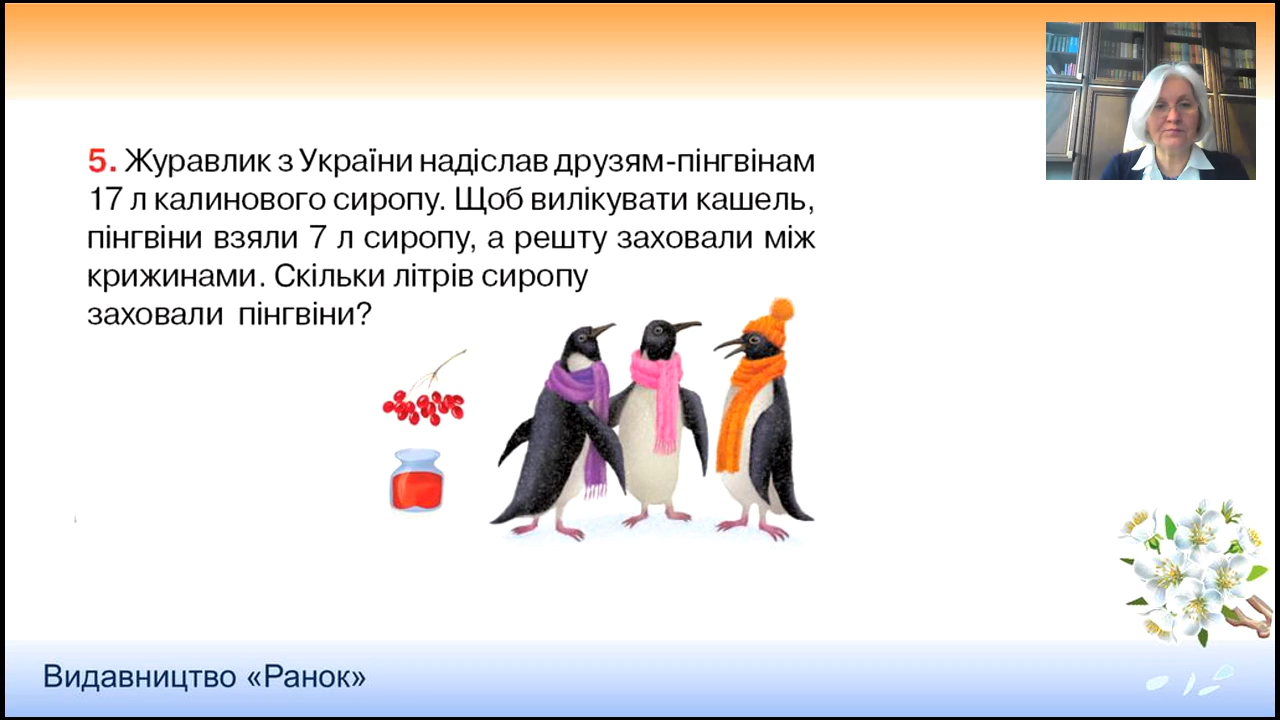 5. Журавлик з України надіслав друзям-пінгвінам
17 л калинового сиропу. Щоб вилікувати кашель,
пінгвіни взяли 7 л сиропу, а решту заховали між
крижинами. Скільки літрів сиропу
заховали пінгвіни?
Видавництво «Ранок»